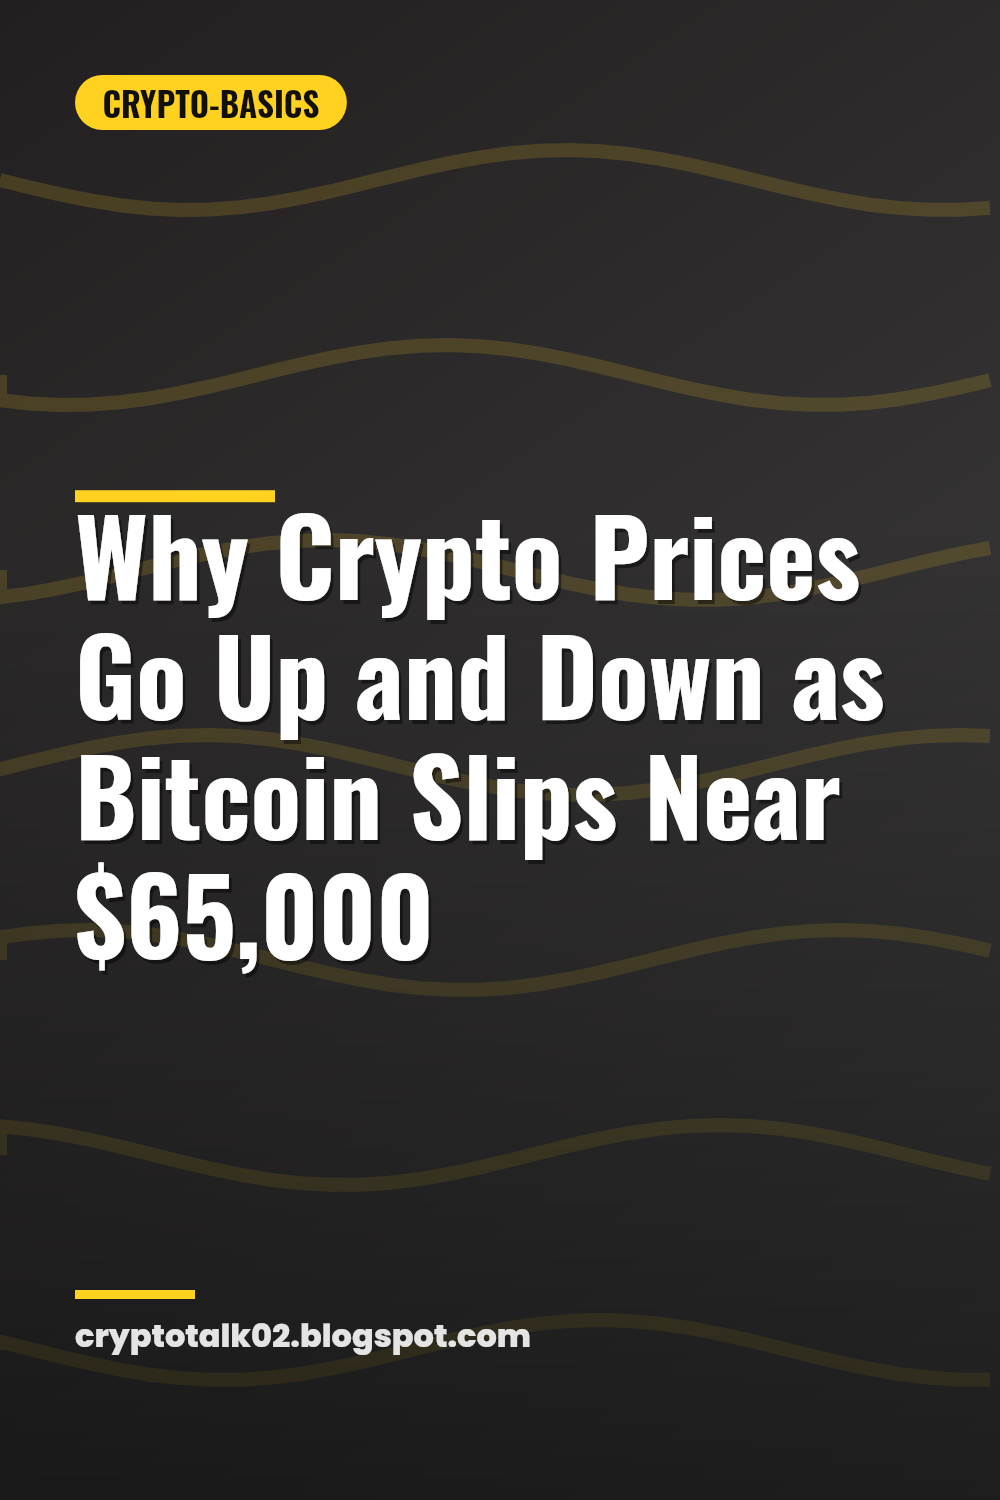 CRYPTO-BASICS
Why Crypto Prices
Go Up and Down as
Bitcoin Slips Near
$65,000
cryptotalk02.blogspot.com